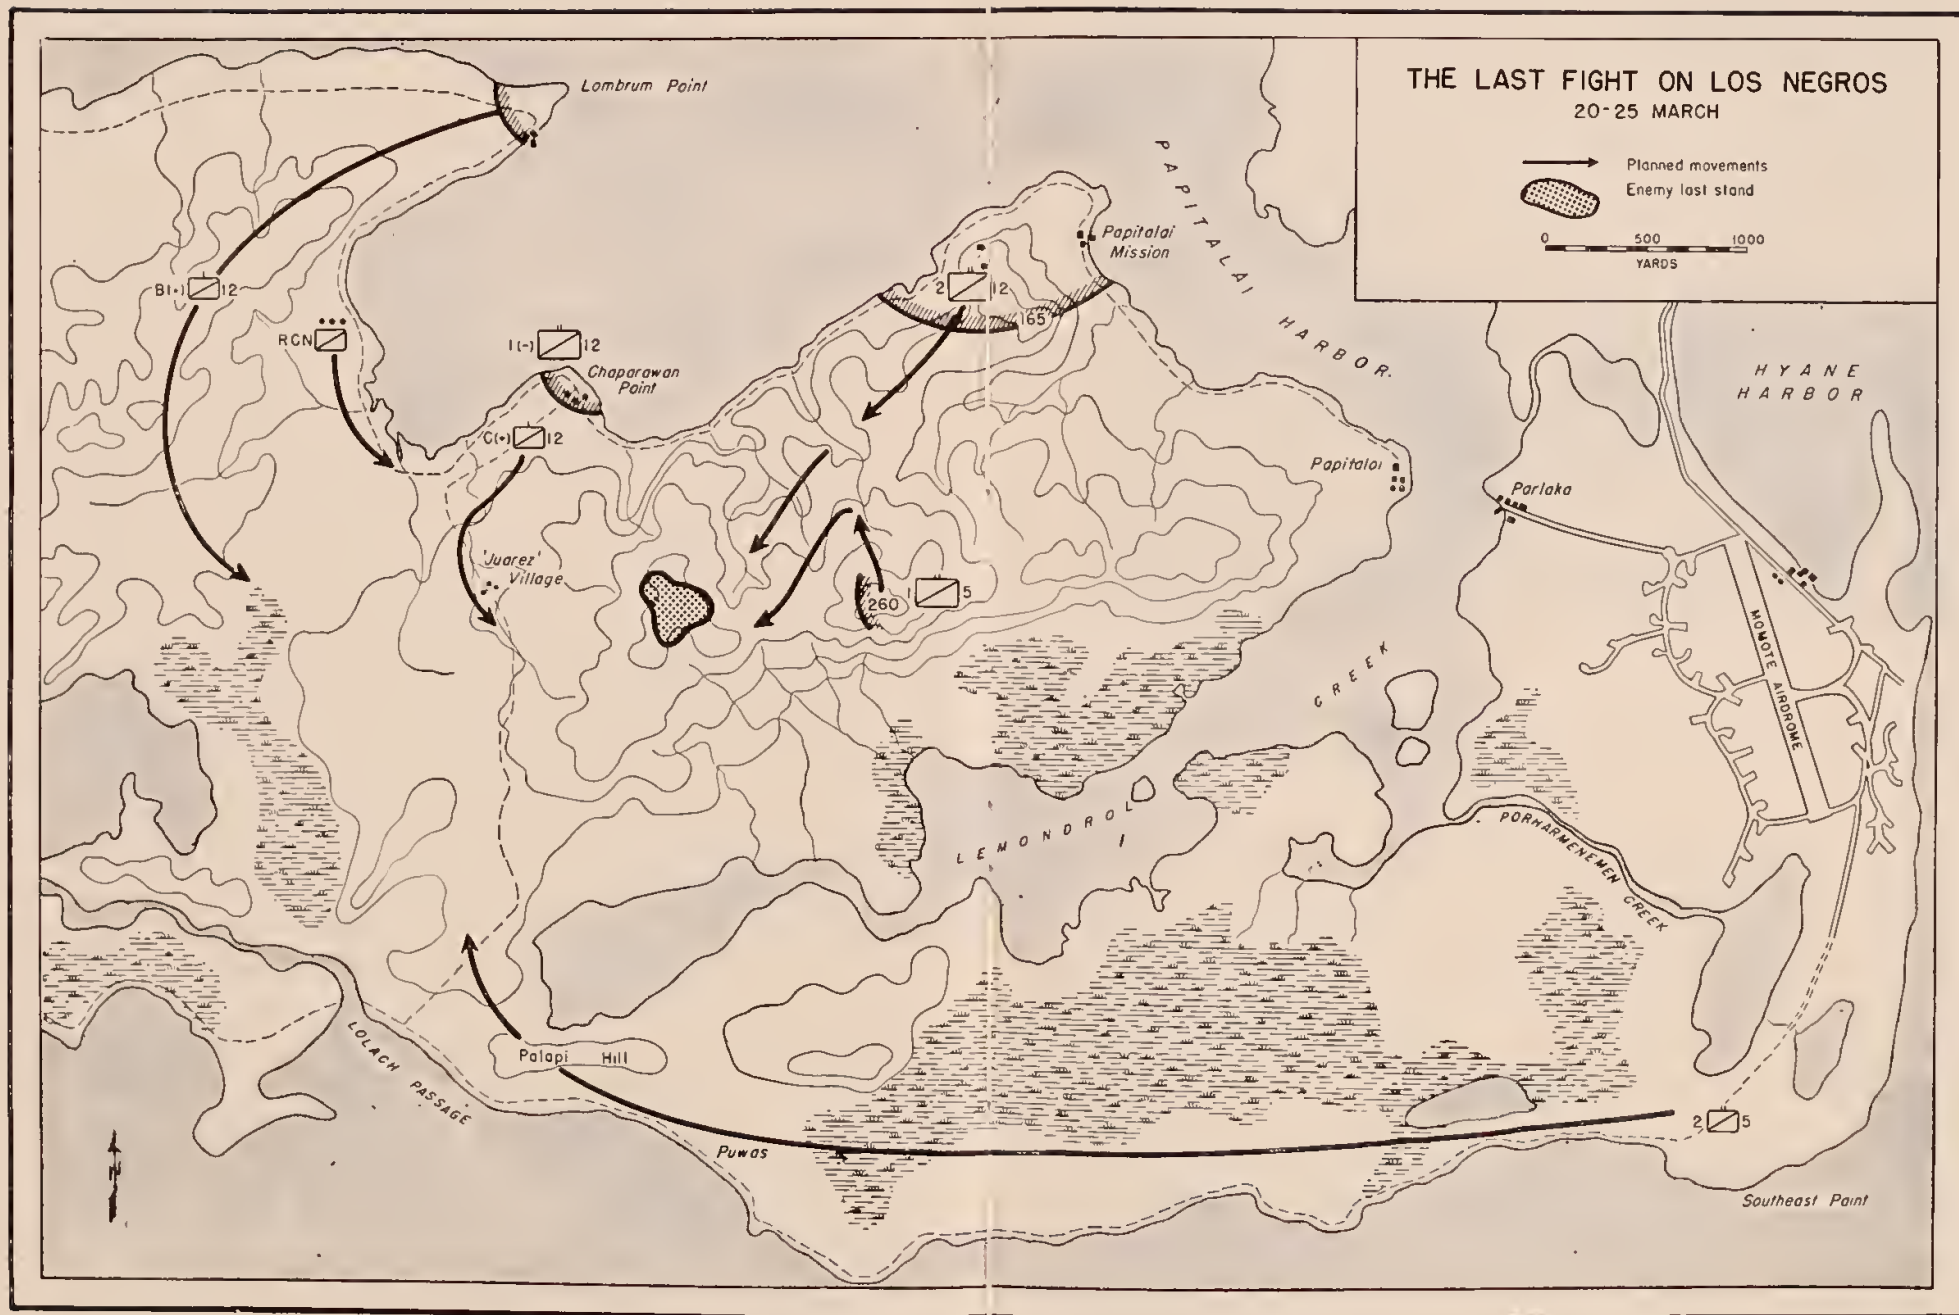 THE LAST FIGHT ON LOS NEGROS
20-25 MARCH
Planned movements
Enemy last stand
0 500 1000
YARDS
Lombrum Point
Papitalai
Mission
PAPITALAI HARBOR
HYANE
HARBOR
B(+) 12
RCN
1(-) 12
Chaparawan
Point
C(+) 12
2 12
165
Papitalai
Parlaka
'Juarez'
Village
260
1 5
MOMOTE AIRDROME
LEMONDROL CREEK
PORHARMENEMEN CREEK
LOLACH PASSAGE
Palapi Hill
Puwas
2 5
Southeast Point
N